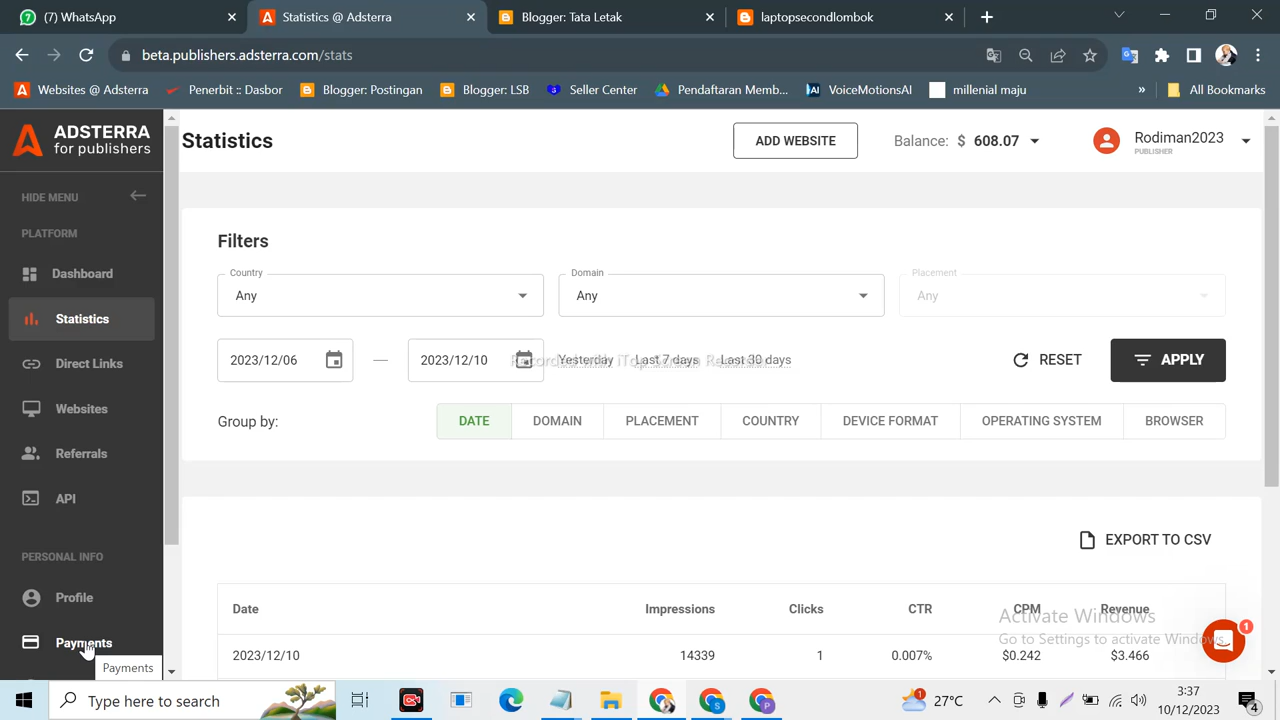 (7) WhatsApp
Statistics @ Adsterra
Blogger: Tata Letak
laptopsecondlombok
beta.publishers.adsterra.com/stats
Websites @ Adsterra
Penerbit :: Dasbor
Blogger: Postingan
Blogger: LSB
Seller Center
Pendaftaran Memb...
VoiceMotionsAI
millenial maju
»
All Bookmarks
ADSTERRA
for publishers
Statistics
ADD WEBSITE
Balance: $ 608.07
Rodiman2023
PUBLISHER
HIDE MENU
PLATFORM
Dashboard
Statistics
Direct Links
Websites
Referrals
API
PERSONAL INFO
Profile
Payments
Payments
Filters
Country
Any
Domain
Any
Placement
Any
2023/12/06
—
2023/12/10
Yesterday
Last 7 days
Last 30 days
RESET
APPLY
Group by:
DATE
DOMAIN
PLACEMENT
COUNTRY
DEVICE FORMAT
OPERATING SYSTEM
BROWSER
EXPORT TO CSV
Date Impressions Clicks CTR CPM Revenue
2023/12/10 14339 1 0.007% $0.242 $3.466
Activate Windows
Go to Settings to activate Windows.
1
Type here to search
27°C
3:37
10/12/2023
4